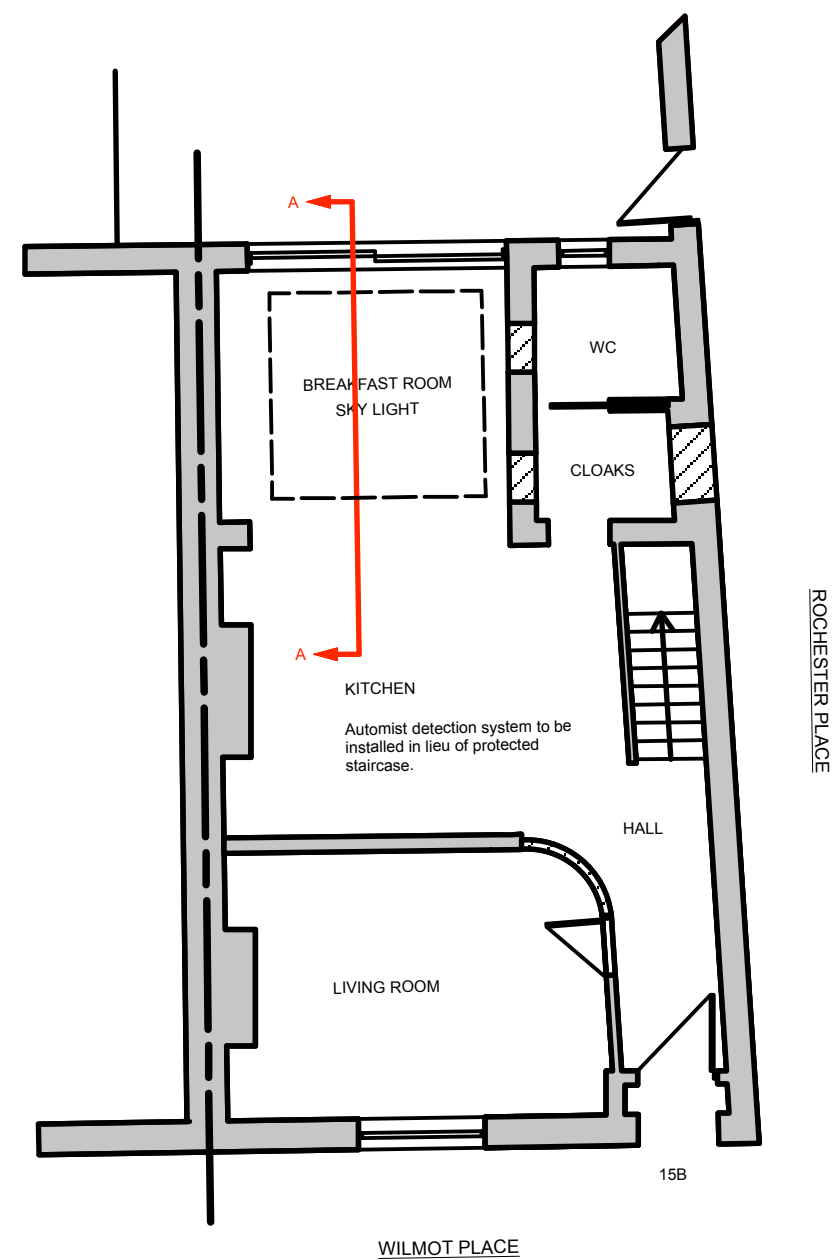 A
BREAKFAST ROOM
SKY LIGHT
WC
CLOAKS
A
KITCHEN
Automist detection system to be
installed in lieu of protected
staircase.
HALL
LIVING ROOM
15B
WILMOT PLACE
ROCHESTER PLACE